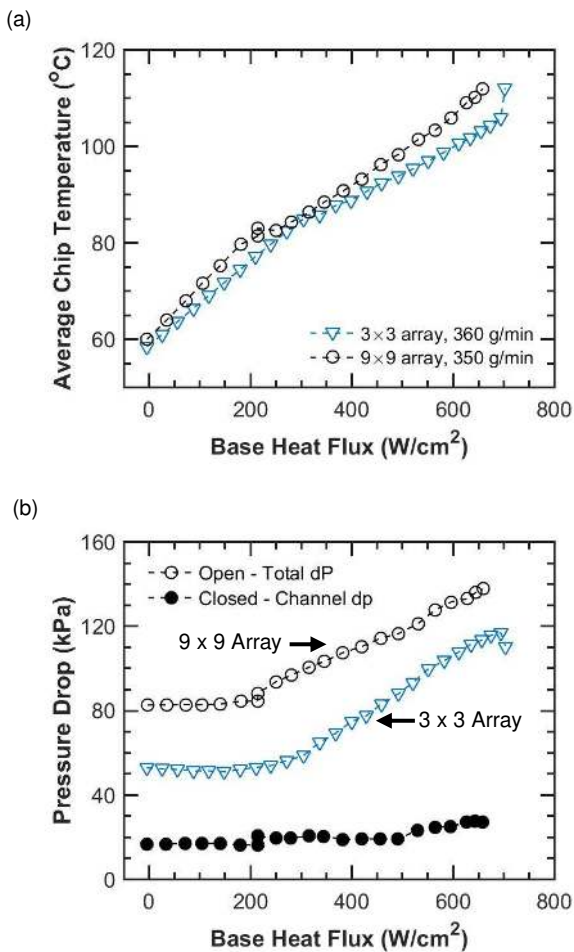 (a)
120
100
80
60
Average Chip Temperature (°C)
3×3 array, 360 g/min
9×9 array, 350 g/min
0 200 400 600 800
Base Heat Flux (W/cm²)
(b)
160
120
80
40
0
Pressure Drop (kPa)
Open - Total dP
Closed - Channel dp
9 x 9 Array
3 x 3 Array
0 200 400 600 800
Base Heat Flux (W/cm²)